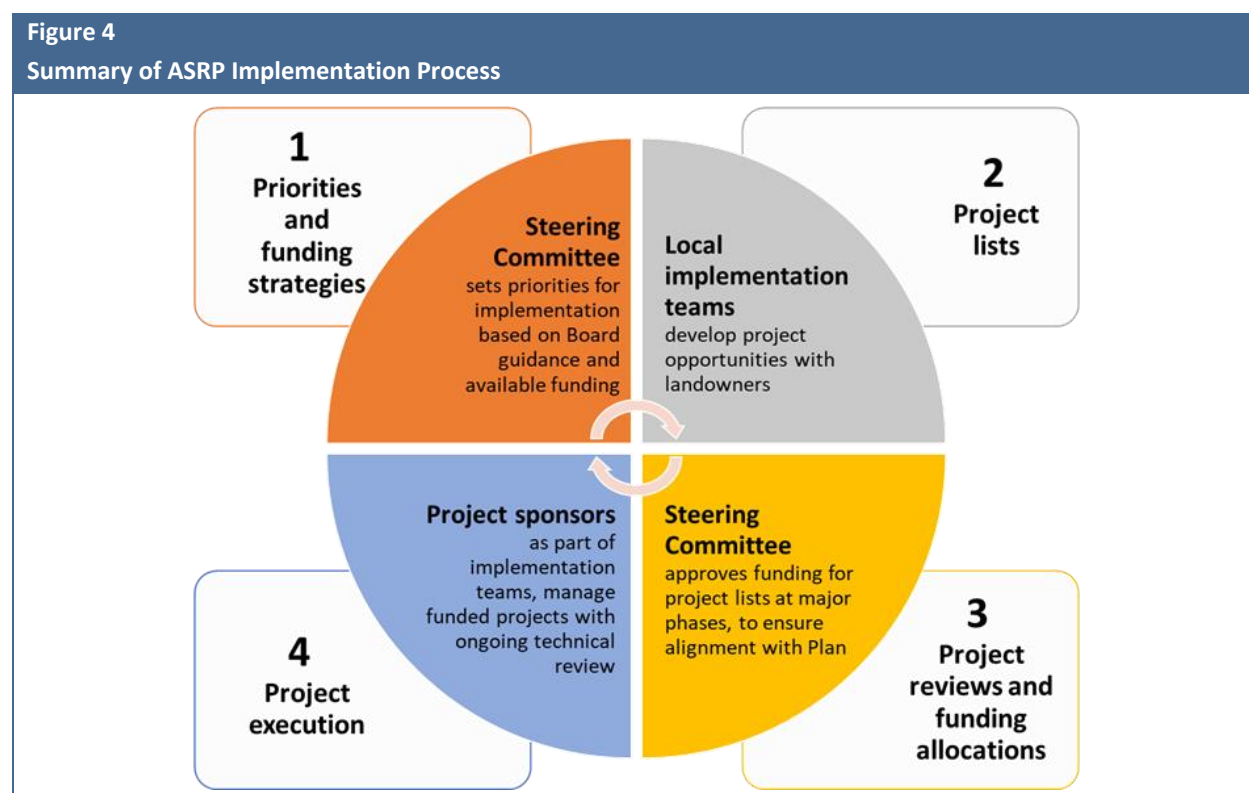 Figure 4
Summary of ASRP Implementation Process
1
Priorities
and
funding
strategies
Steering
Committee
sets priorities for
implementation
based on Board
guidance and
available funding
2
Project
lists
Local
implementation
teams
develop project
opportunities with
landowners
3
Project
reviews and
funding
allocations
Steering
Committee
approves funding for
project lists at major
phases, to ensure
alignment with Plan
4
Project
execution
Project sponsors
as part of
implementation
teams, manage
funded projects with
ongoing technical
review